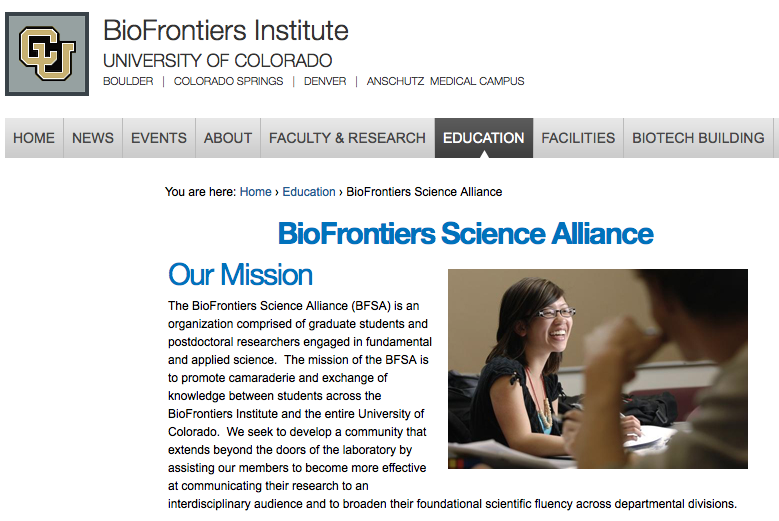 CU
BioFrontiers Institute
UNIVERSITY OF COLORADO
BOULDER | COLORADO SPRINGS | DENVER | ANSCHUTZ MEDICAL CAMPUS
HOME NEWS EVENTS ABOUT FACULTY & RESEARCH EDUCATION FACILITIES BIOTECH BUILDING
You are here: Home › Education › BioFrontiers Science Alliance
BioFrontiers Science Alliance
Our Mission
The BioFrontiers Science Alliance (BFSA) is an
organization comprised of graduate students and
postdoctoral researchers engaged in fundamental
and applied science. The mission of the BFSA is
to promote camaraderie and exchange of
knowledge between students across the
BioFrontiers Institute and the entire University of
Colorado. We seek to develop a community that
extends beyond the doors of the laboratory by
assisting our members to become more effective
at communicating their research to an
interdisciplinary audience and to broaden their foundational scientific fluency across departmental divisions.